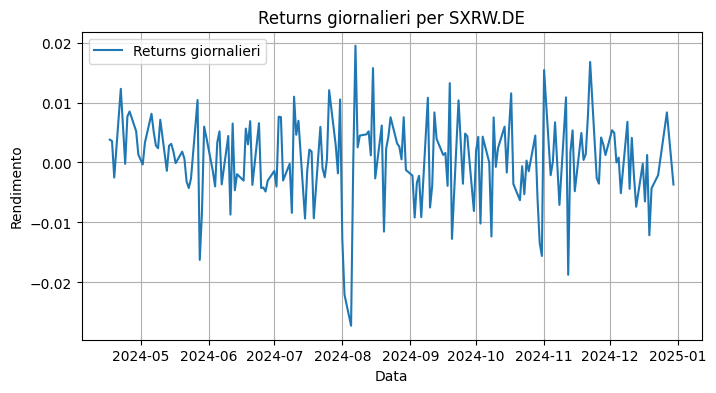 Returns giornalieri per SXRW.DE
Returns giornalieri
0.02
0.01
0.00
−0.01
−0.02
Rendimento
2024-05 2024-06 2024-07 2024-08 2024-09 2024-10 2024-11 2024-12 2025-01
Data